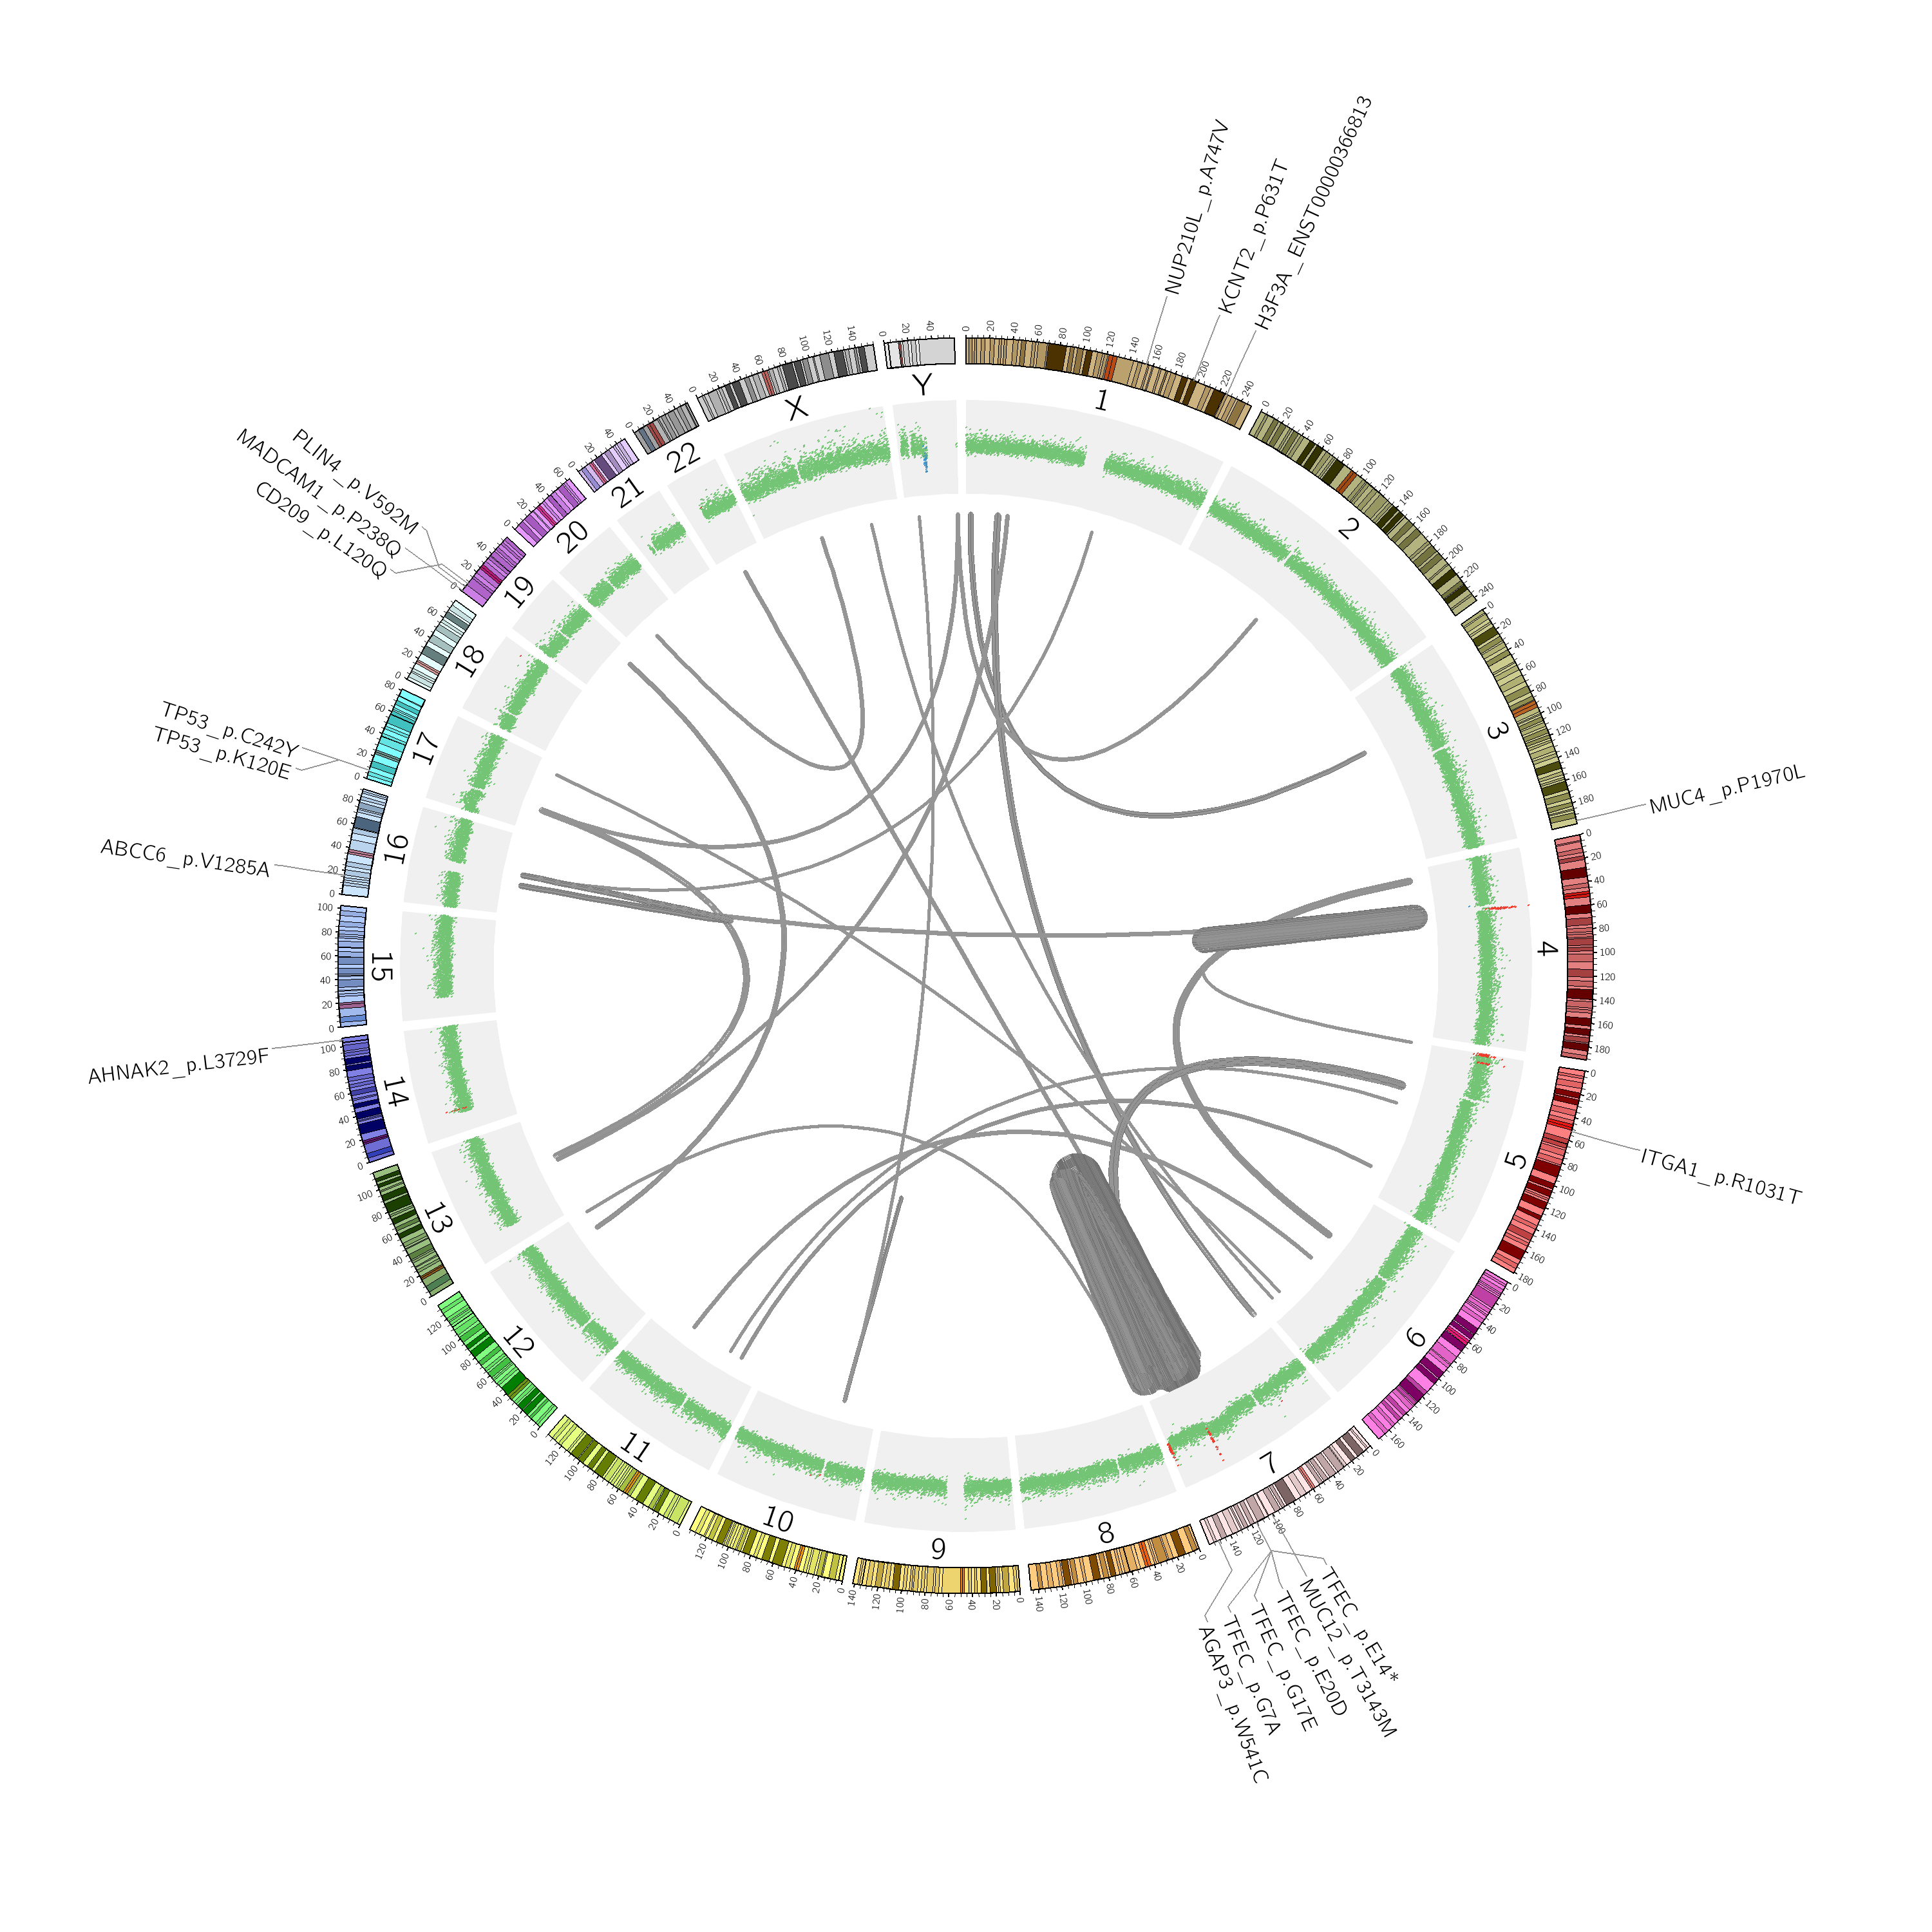 NUP210L_p.A747V
KCNT2_p.P631T
H3F3A_ENST00000366813
MUC4_p.P1970L
ITGA1_p.R1031T
TFEC_p.E14*
MUC12_p.T3143M
TFEC_p.E20D
TFEC_p.G17E
TFEC_p.G7A
AGAP3_p.W541C
AHNAK2_p.L3729F
ABCC6_p.V1285A
TP53_p.K120E
TP53_p.C242Y
CD209_p.L120Q
MADCAM1_p.P238Q
PLIN4_p.V592M
1
0 20 40 60 80 100 120 140 160 180 200 220 240
2
0 20 40 60 80 100 120 140 160 180 200 220 240
3
0 20 40 60 80 100 120 140 160 180
4
0 20 40 60 80 100 120 140 160 180
5
0 20 40 60 80 100 120 140 160 180
6
0 20 40 60 80 100 120 140 160
7
0 20 40 60 80 100 120 140
8
0 20 40 60 80 100 120 140
9
0 20 40 60 80 100 120 140
10
0 20 40 60 80 100 120
11
0 20 40 60 80 100 120
12
0 20 40 60 80 100 120
13
0 20 40 60 80 100
14
0 20 40 60 80 100
15
0 20 40 60 80 100
16
0 20 40 60 80
17
0 20 40 60 80
18
0 20 40 60
19
0 20 40
20
0 20 40 60
21
0 20 40
22
0 20 40
X
0 20 40 60 80 100 120 140
Y
0 20 40